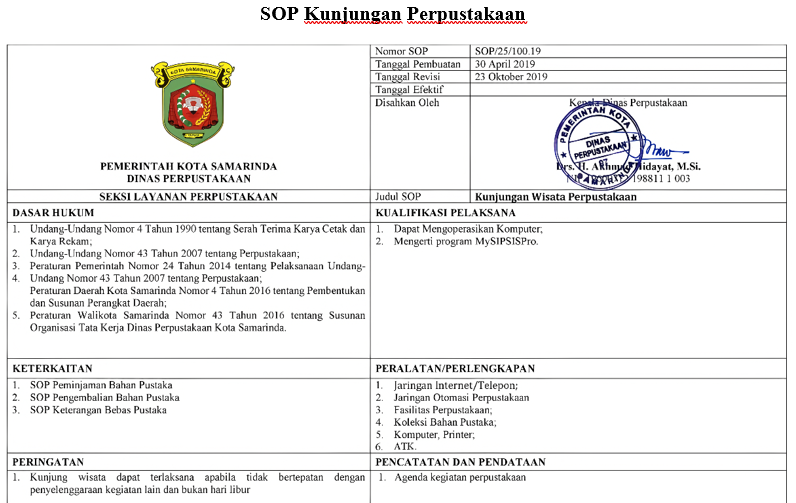 SOP Kunjungan Perpustakaan
KOTA SAMARINDA
PEMERINTAH KOTA SAMARINDA
DINAS PERPUSTAKAAN
SEKSI LAYANAN PERPUSTAKAAN
Nomor SOP SOP/25/100.19
Tanggal Pembuatan 30 April 2019
Tanggal Revisi 23 Oktober 2019
Tanggal Efektif
Disahkan Oleh Kepala Dinas Perpustakaan
PEMERINTAH KOTA
DINAS
PERPUSTAKAAN
SAMARINDA
Drs. H. Akhmad Hidayat, M.Si.
198811 1 003
Judul SOP Kunjungan Wisata Perpustakaan
DASAR HUKUM
1. Undang-Undang Nomor 4 Tahun 1990 tentang Serah Terima Karya Cetak dan
Karya Rekam;
2. Undang-Undang Nomor 43 Tahun 2007 tentang Perpustakaan;
3. Peraturan Pemerintah Nomor 24 Tahun 2014 tentang Pelaksanaan Undang-
4. Undang Nomor 43 Tahun 2007 tentang Perpustakaan;
Peraturan Daerah Kota Samarinda Nomor 4 Tahun 2016 tentang Pembentukan
dan Susunan Perangkat Daerah;
5. Peraturan Walikota Samarinda Nomor 43 Tahun 2016 tentang Susunan
Organisasi Tata Kerja Dinas Perpustakaan Kota Samarinda.
KUALIFIKASI PELAKSANA
1. Dapat Mengoperasikan Komputer;
2. Mengerti program MySIPSISPro.
KETERKAITAN
1. SOP Peminjaman Bahan Pustaka
2. SOP Pengembalian Bahan Pustaka
3. SOP Keterangan Bebas Pustaka
PERALATAN/PERLENGKAPAN
1. Jaringan Internet/Telepon;
2. Jaringan Otomasi Perpustakaan
3. Fasilitas Perpustakaan;
4. Koleksi Bahan Pustaka;
5. Komputer, Printer;
6. ATK.
PERINGATAN
1. Kunjung wisata dapat terlaksana apabila tidak bertepatan dengan
penyelenggaraan kegiatan lain dan bukan hari libur
PENCATATAN DAN PENDATAAN
1. Agenda kegiatan perpustakaan